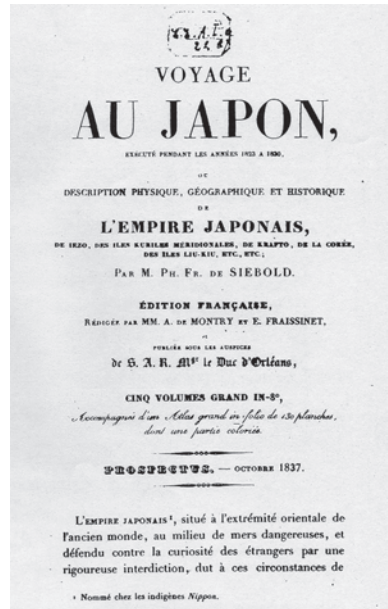 VOYAGE
AU JAPON,
EXÉCUTÉ PENDANT LES ANNÉES 1823 A 1830,
OU
DESCRIPTION PHYSIQUE, GÉOGRAPHIQUE ET HISTORIQUE
DE
L'EMPIRE JAPONAIS,
DE IEZO, DES ILES KURILES MÉRIDIONALES, DE KRAFTO, DE LA CORÉE,
DES ÎLES LIU-KIU, ETC., ETC.;
PAR M. PH. FR. DE SIEBOLD.
ÉDITION FRANÇAISE,
RÉDIGÉE PAR MM. A. DE MONTRY ET E. FRAISSINET,
ET
PUBLIÉE SOUS LES AUSPICES
de S. A. R. Mgr le Duc d'Orléans,
CINQ VOLUMES GRAND IN-8º,
Accompagnés d'un Atlas grand in-folio de 150 planches,
dont une partie coloriée.
PROSPECTUS. — OCTOBRE 1837.
L'EMPIRE JAPONAIS¹, situé à l'extrémité orientale de
l'ancien monde, au milieu de mers dangereuses, et
défendu contre la curiosité des étrangers par une
rigoureuse interdiction, dut à ces circonstances de
¹ Nommé chez les indigènes Nippon.